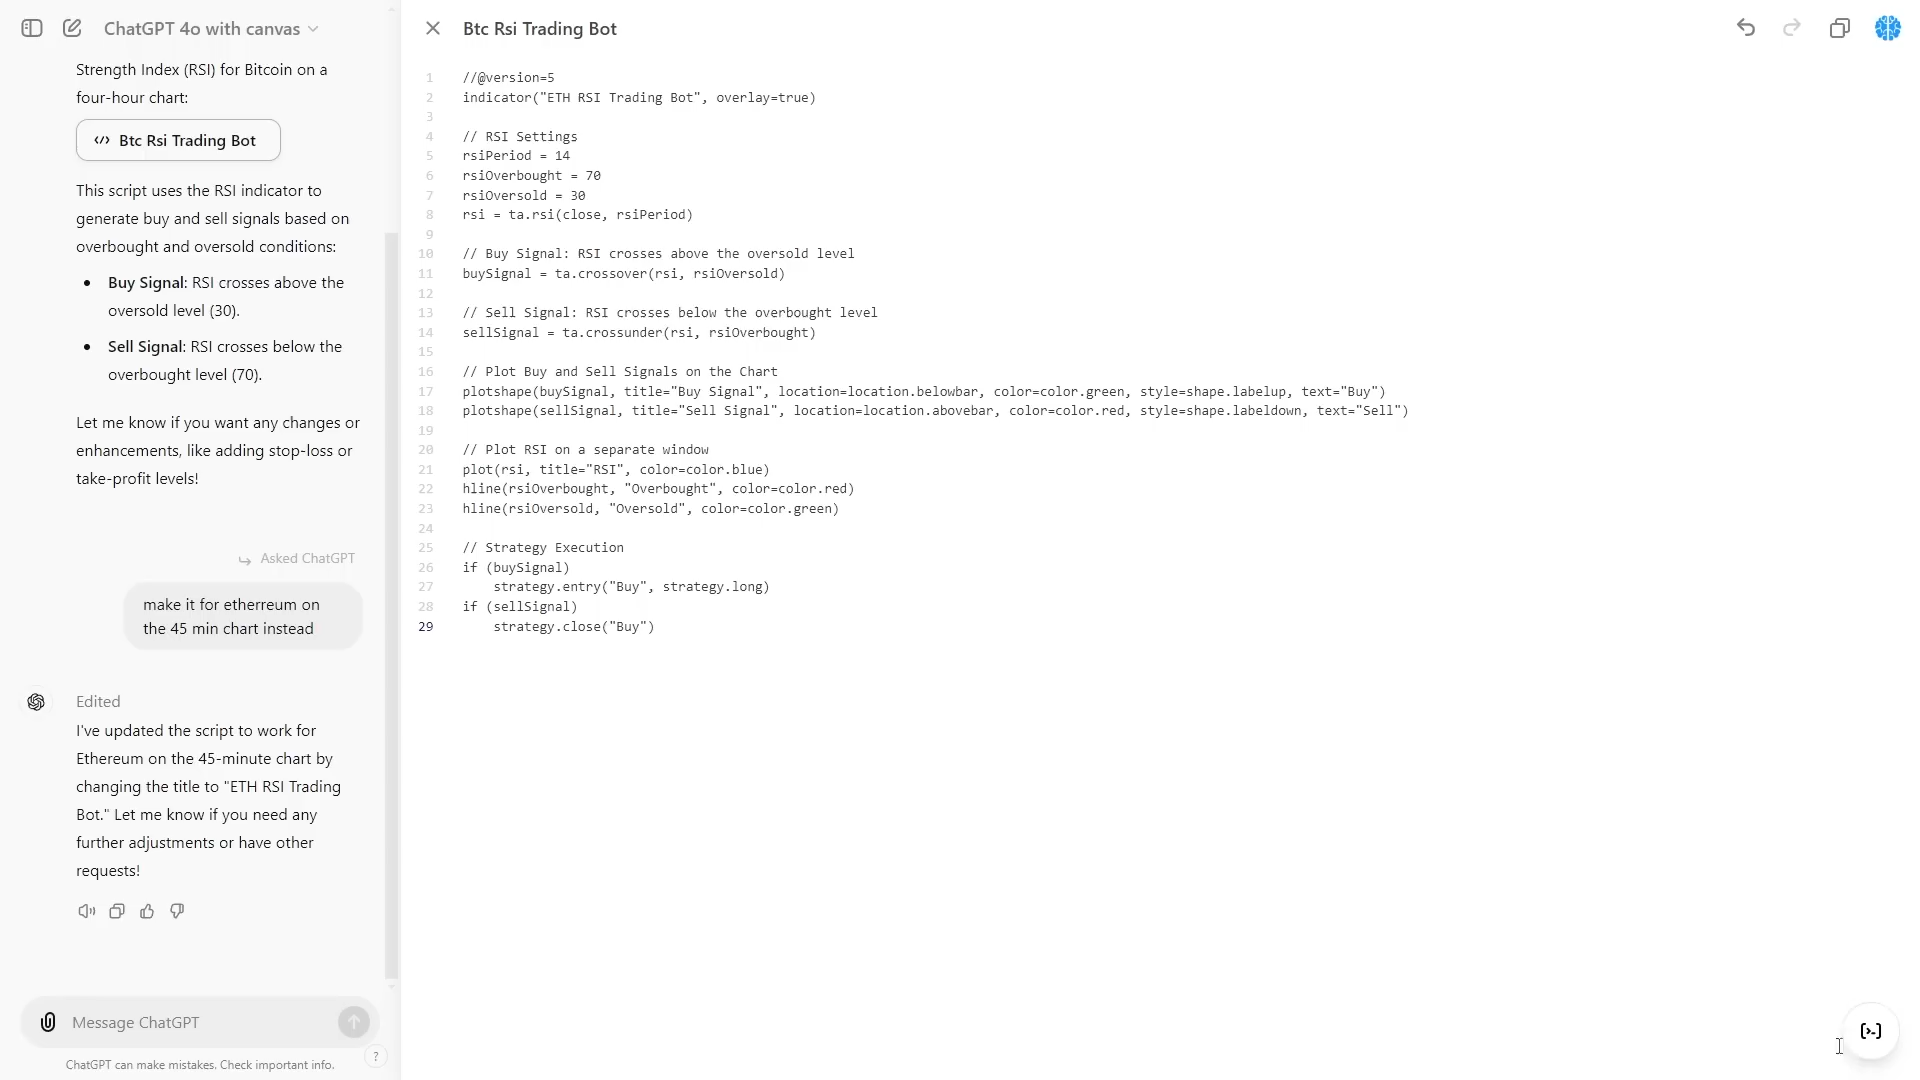 ChatGPT 4o with canvas
Strength Index (RSI) for Bitcoin on a
four-hour chart:
Btc Rsi Trading Bot
This script uses the RSI indicator to
generate buy and sell signals based on
overbought and oversold conditions:
• Buy Signal: RSI crosses above the
oversold level (30).
• Sell Signal: RSI crosses below the
overbought level (70).
Let me know if you want any changes or
enhancements, like adding stop-loss or
take-profit levels!
Asked ChatGPT
make it for etherreum on
the 45 min chart instead
Edited
I've updated the script to work for
Ethereum on the 45-minute chart by
changing the title to "ETH RSI Trading
Bot." Let me know if you need any
further adjustments or have other
requests!
Message ChatGPT
ChatGPT can make mistakes. Check important info.
?
Btc Rsi Trading Bot
1 //@version=5
2 indicator("ETH RSI Trading Bot", overlay=true)
3
4 // RSI Settings
5 rsiPeriod = 14
6 rsiOverbought = 70
7 rsiOversold = 30
8 rsi = ta.rsi(close, rsiPeriod)
9
10 // Buy Signal: RSI crosses above the oversold level
11 buySignal = ta.crossover(rsi, rsiOversold)
12
13 // Sell Signal: RSI crosses below the overbought level
14 sellSignal = ta.crossunder(rsi, rsiOverbought)
15
16 // Plot Buy and Sell Signals on the Chart
17 plotshape(buySignal, title="Buy Signal", location=location.belowbar, color=color.green, style=shape.labelup, text="Buy")
18 plotshape(sellSignal, title="Sell Signal", location=location.abovebar, color=color.red, style=shape.labeldown, text="Sell")
19
20 // Plot RSI on a separate window
21 plot(rsi, title="RSI", color=color.blue)
22 hline(rsiOverbought, "Overbought", color=color.red)
23 hline(rsiOversold, "Oversold", color=color.green)
24
25 // Strategy Execution
26 if (buySignal)
27     strategy.entry("Buy", strategy.long)
28 if (sellSignal)
29     strategy.close("Buy")